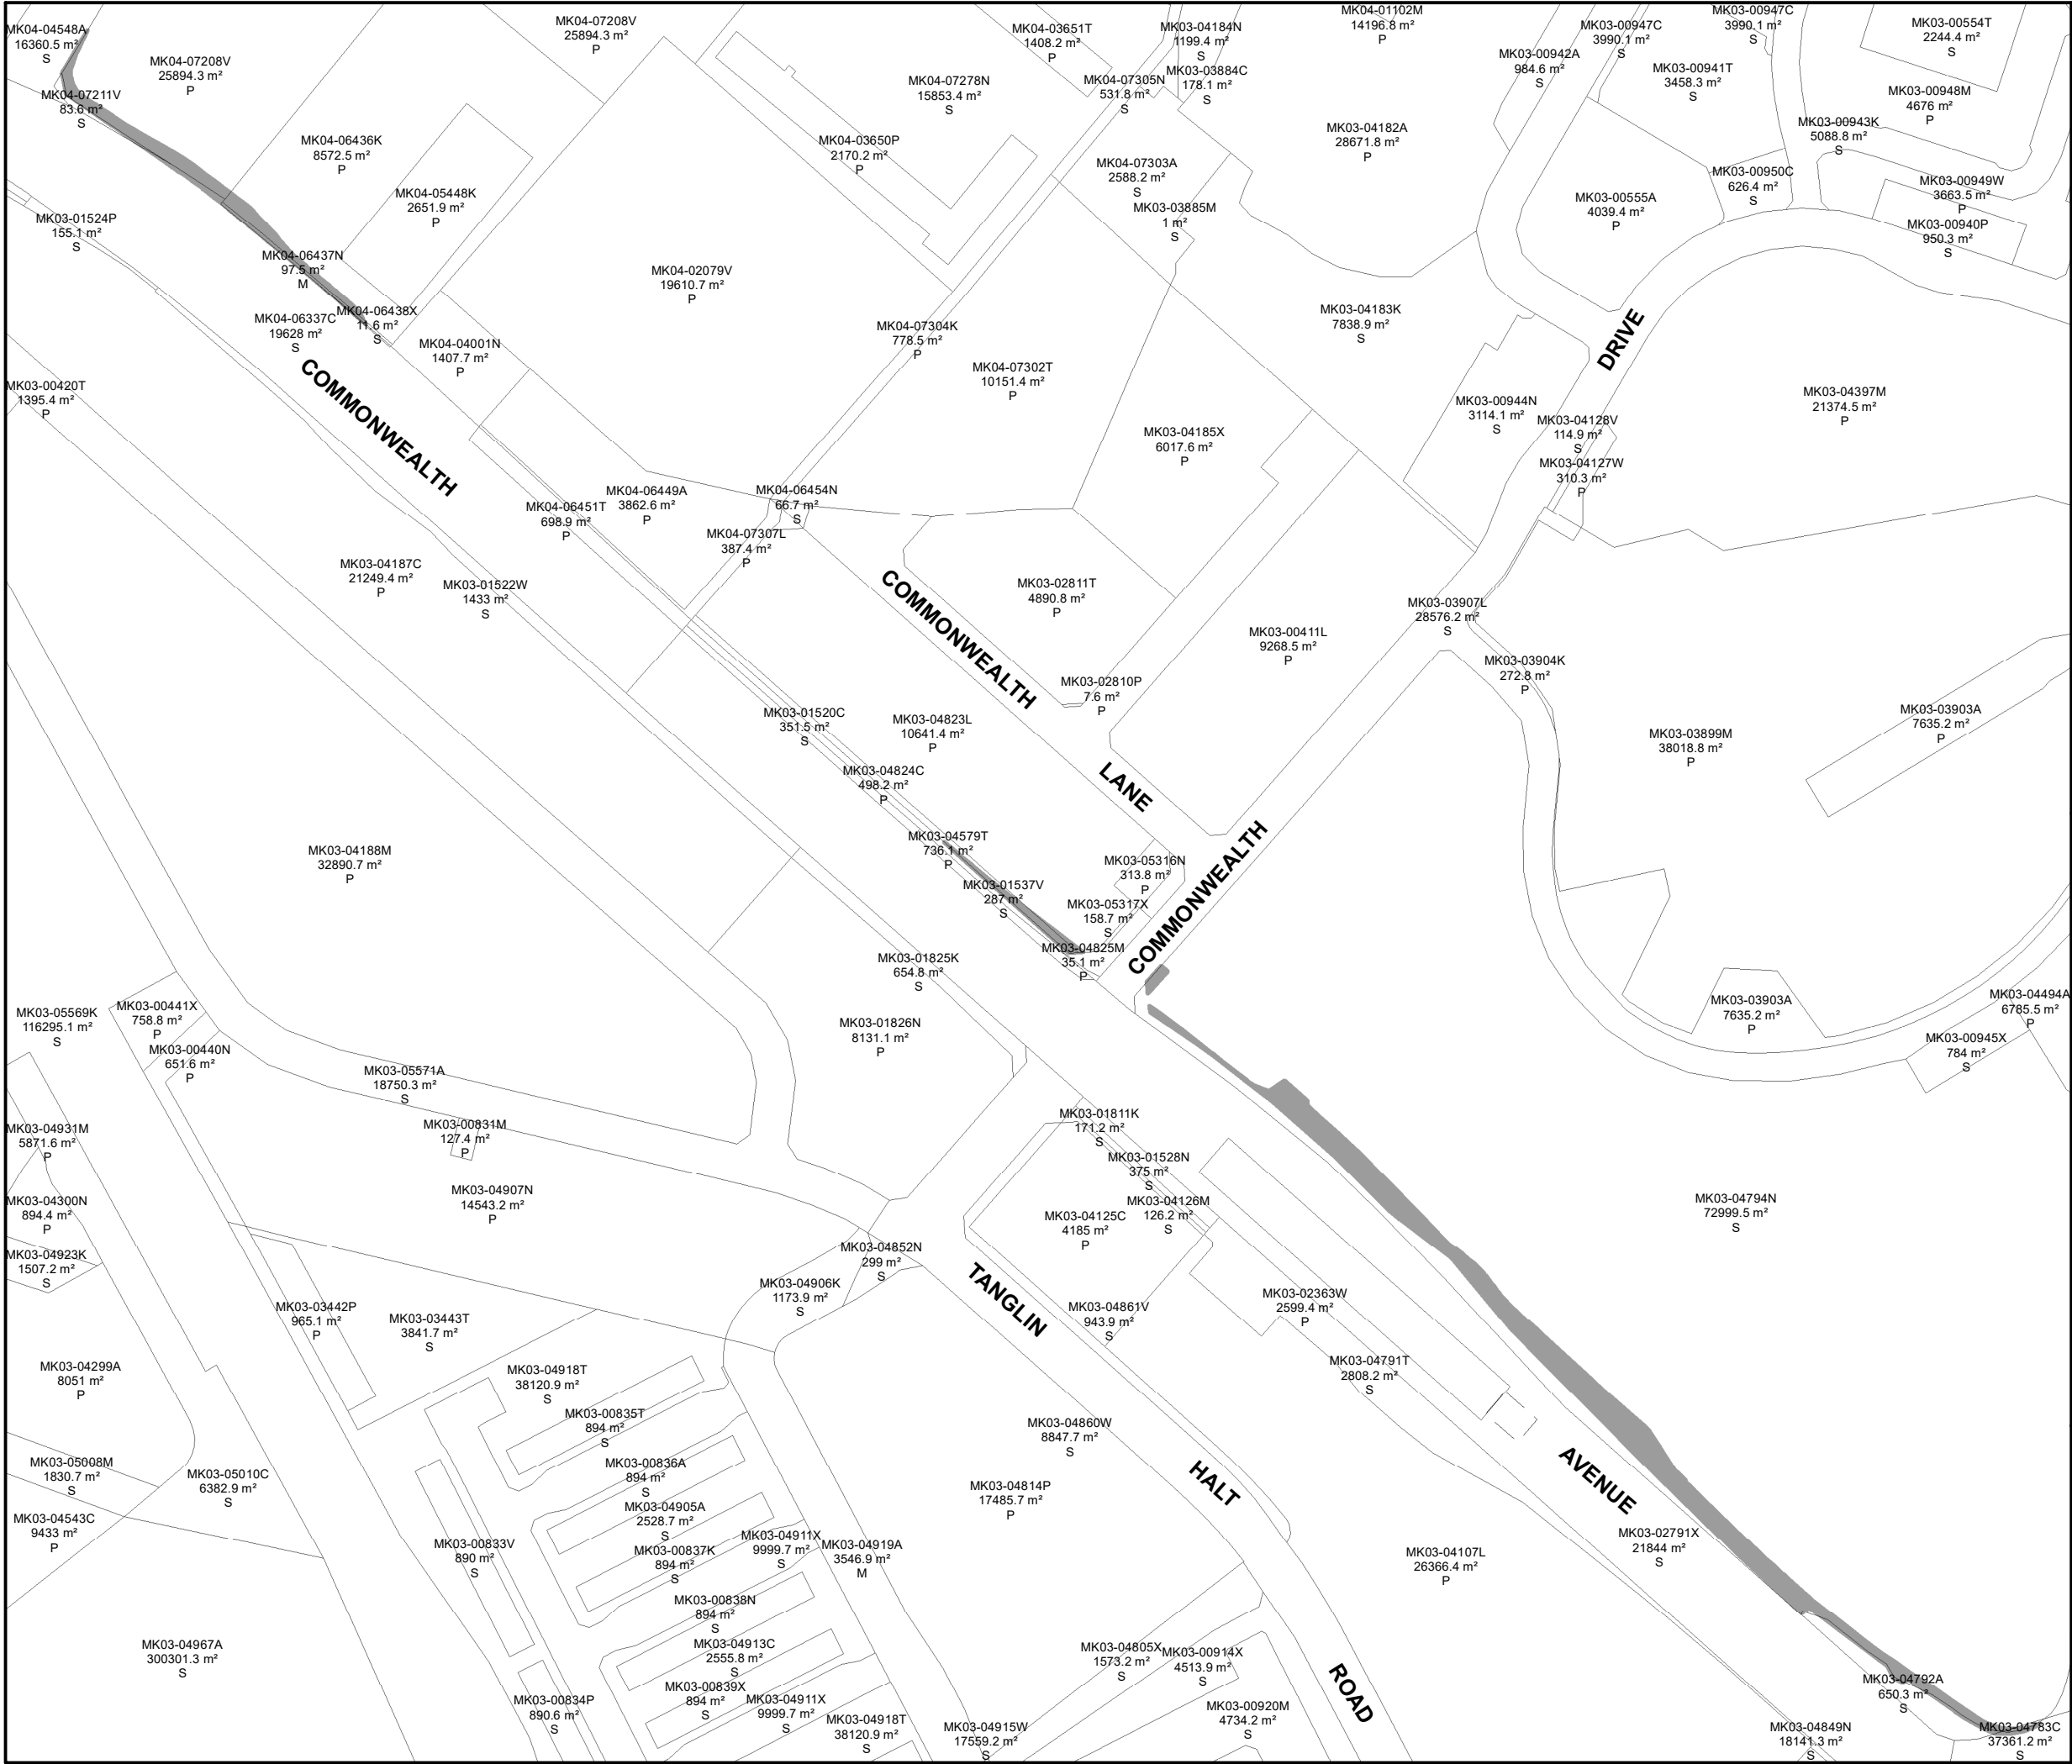 MK04-04548A
16360.5 m²
S
MK04-07208V
25894.3 m²
P
MK04-07208V
25894.3 m²
P
MK04-03651T
1408.2 m²
P
MK03-04184N
1199.4 m²
S
MK04-01102M
14196.8 m²
P
MK03-00947C
3990.1 m²
S
MK03-00947C
3990.1 m²
S
MK03-00554T
2244.4 m²
S
MK04-07211V
83.6 m²
S
MK04-07278N
15853.4 m²
S
MK04-07305N
531.8 m²
S
MK03-03884C
178.1 m²
S
MK03-00942A
984.6 m²
S
MK03-00941T
3458.3 m²
S
MK03-00948M
4676 m²
P
MK04-06436K
8572.5 m²
P
MK04-03650P
2170.2 m²
P
MK03-04182A
28671.8 m²
P
MK03-00943K
5088.8 m²
S
MK04-05448K
2651.9 m²
P
MK04-07303A
2588.2 m²
S
MK03-00950C
626.4 m²
S
MK03-00949W
3663.5 m²
P
MK03-01524P
155.1 m²
S
MK03-03885M
1 m²
S
MK03-00555A
4039.4 m²
P
MK03-00940P
950.3 m²
S
MK04-06437N
97.5 m²
M
MK04-02079V
19610.7 m²
P
MK04-06337C
19628 m²
S
MK04-06438X
11.6 m²
S
MK04-04001N
1407.7 m²
P
MK04-07304K
778.5 m²
P
MK03-04183K
7838.9 m²
S
DRIVE
MK03-00420T
1395.4 m²
P
COMMONWEALTH
MK04-07302T
10151.4 m²
P
MK03-00944N
3114.1 m²
S
MK03-04397M
21374.5 m²
P
MK03-04185X
6017.6 m²
P
MK03-04128V
114.9 m²
S
MK03-04127W
310.3 m²
P
MK04-06451T
698.9 m²
P
MK04-06449A
3862.6 m²
P
MK04-06454N
66.7 m²
S
MK04-07307L
387.4 m²
P
MK03-04187C
21249.4 m²
P
MK03-01522W
1433 m²
S
COMMONWEALTH
MK03-02811T
4890.8 m²
P
MK03-00411L
9268.5 m²
P
MK03-03907L
28576.2 m²
S
MK03-03904K
272.8 m²
P
MK03-02810P
7.6 m²
P
MK03-01520C
351.5 m²
S
MK03-04823L
10641.4 m²
P
MK03-03899M
38018.8 m²
P
MK03-03903A
7635.2 m²
P
MK03-04824C
498.2 m²
P
LANE
MK03-04188M
32890.7 m²
P
MK03-04579T
736.1 m²
P
MK03-01537V
287 m²
S
MK03-05316N
313.8 m²
P
MK03-05317X
158.7 m²
S
COMMONWEALTH
MK03-04825M
35.1 m²
P
MK03-01825K
654.8 m²
S
MK03-05569K
116295.1 m²
S
MK03-00441X
758.8 m²
P
MK03-01826N
8131.1 m²
P
MK03-03903A
7635.2 m²
P
MK03-04494A
6785.5 m²
P
MK03-00440N
651.6 m²
P
MK03-00945X
784 m²
S
MK03-05571A
18750.3 m²
S
MK03-04931M
5871.6 m²
P
MK03-00831M
127.4 m²
P
MK03-01811K
171.2 m²
S
MK03-01528N
375 m²
S
MK03-04300N
894.4 m²
P
MK03-04907N
14543.2 m²
P
MK03-04125C
4185 m²
P
MK03-04126M
126.2 m²
S
MK03-04794N
72999.5 m²
S
MK03-04923K
1507.2 m²
S
MK03-04852N
299 m²
S
MK03-04906K
1173.9 m²
S
TANGLIN
MK03-03442P
965.1 m²
P
MK03-03443T
3841.7 m²
S
MK03-04861V
943.9 m²
S
MK03-02363W
2599.4 m²
P
MK03-04299A
8051 m²
P
MK03-04918T
38120.9 m²
S
MK03-04791T
2808.2 m²
S
MK03-00835T
894 m²
S
MK03-04860W
8847.7 m²
S
MK03-05008M
1830.7 m²
S
MK03-05010C
6382.9 m²
S
MK03-00836A
894 m²
S
MK03-04814P
17485.7 m²
P
HALT
AVENUE
MK03-04905A
2528.7 m²
S
MK03-04543C
9433 m²
P
MK03-00833V
890 m²
S
MK03-00837K
894 m²
S
MK03-04911X
9999.7 m²
S
MK03-04919A
3546.9 m²
M
MK03-04107L
26366.4 m²
P
MK03-02791X
21844 m²
S
MK03-00838N
894 m²
S
MK03-04967A
300301.3 m²
S
MK03-04913C
2555.8 m²
S
MK03-04805X
1573.2 m²
S
MK03-00914X
4513.9 m²
S
ROAD
MK03-04792A
650.3 m²
S
MK03-00834P
890.6 m²
S
MK03-00839X
894 m²
S
MK03-04911X
9999.7 m²
S
MK03-04918T
38120.9 m²
S
MK03-04915W
17559.2 m²
S
MK03-00920M
4734.2 m²
S
MK03-04849N
18141.3 m²
S
MK03-04783C
37361.2 m²
S